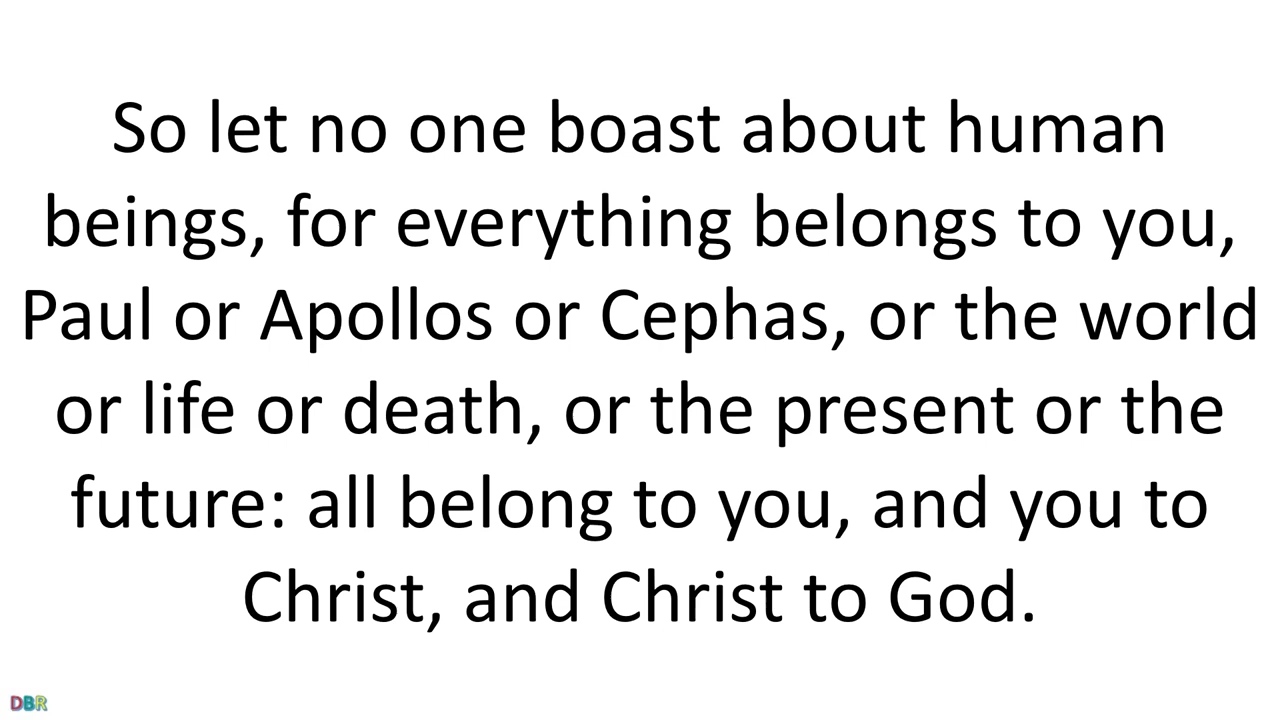 So let no one boast about human
beings, for everything belongs to you,
Paul or Apollos or Cephas, or the world
or life or death, or the present or the
future: all belong to you, and you to
Christ, and Christ to God.
DBR